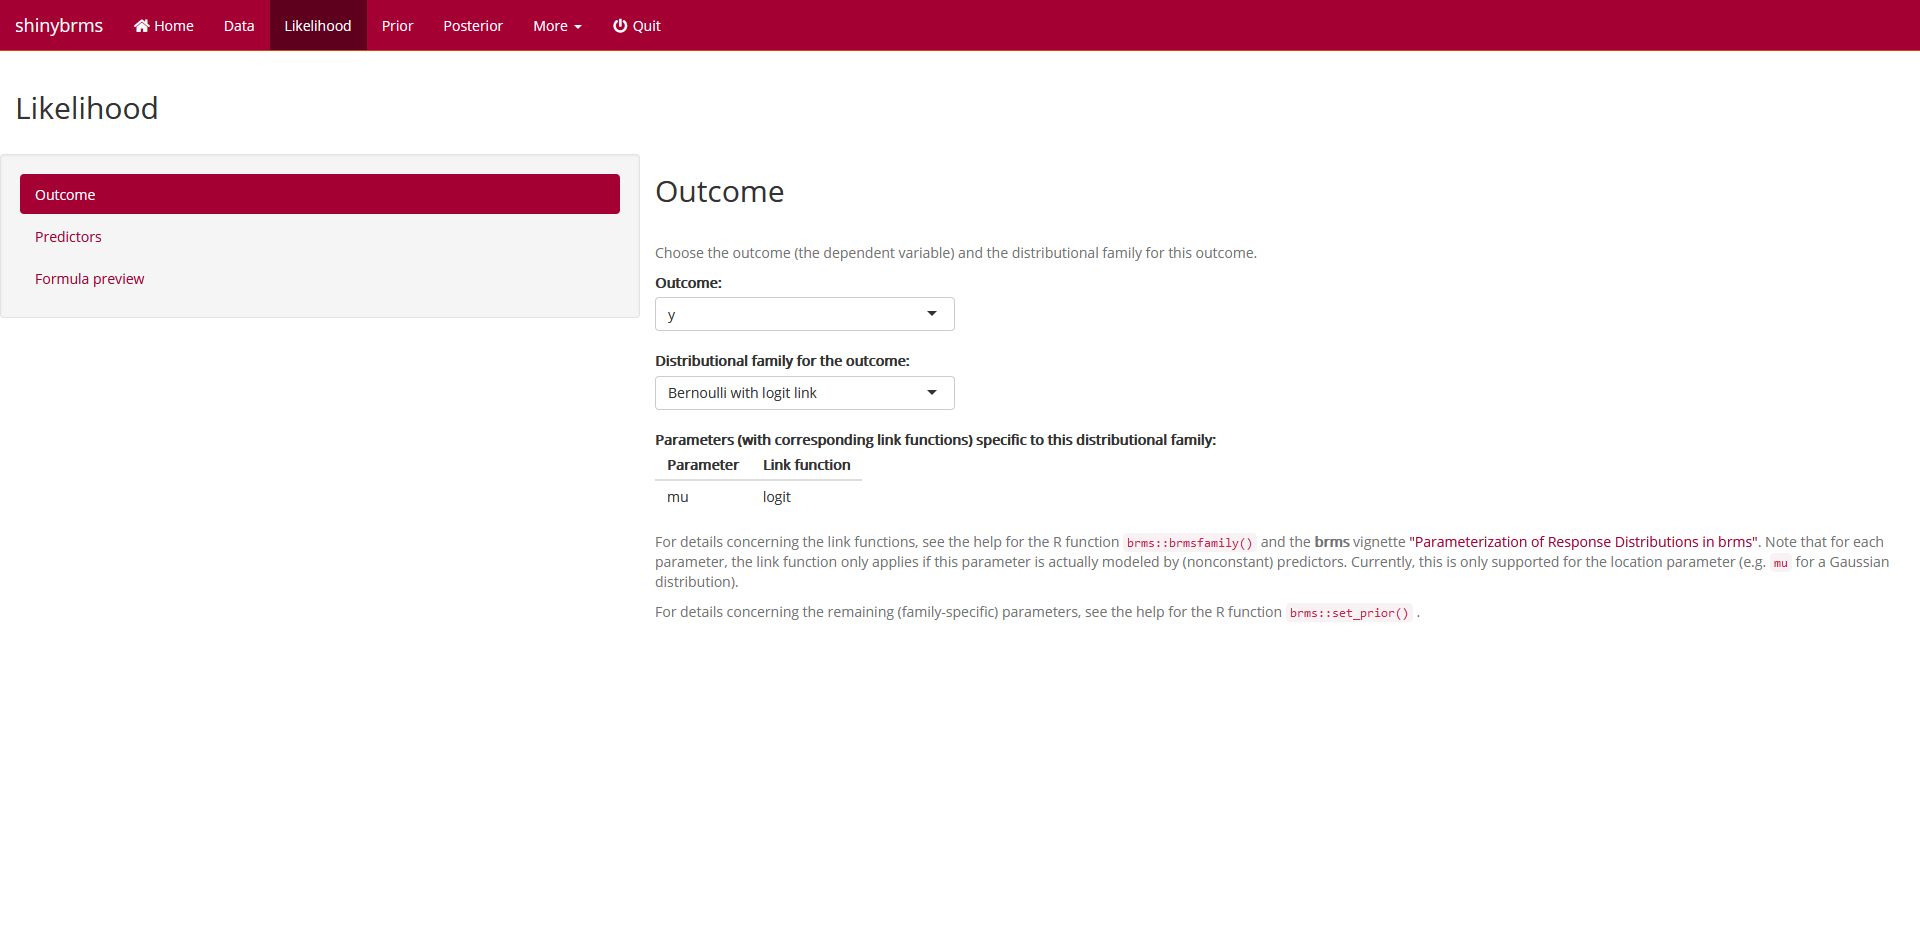 shinybrms Home Data Likelihood Prior Posterior More Quit
Likelihood
Outcome
Predictors
Formula preview
Outcome
Choose the outcome (the dependent variable) and the distributional family for this outcome.
Outcome:
y
Distributional family for the outcome:
Bernoulli with logit link
Parameters (with corresponding link functions) specific to this distributional family:
Parameter Link function
mu logit
For details concerning the link functions, see the help for the R function brms::brmsfamily() and the brms vignette "Parameterization of Response Distributions in brms". Note that for each
parameter, the link function only applies if this parameter is actually modeled by (nonconstant) predictors. Currently, this is only supported for the location parameter (e.g. mu for a Gaussian
distribution).
For details concerning the remaining (family-specific) parameters, see the help for the R function brms::set_prior() .